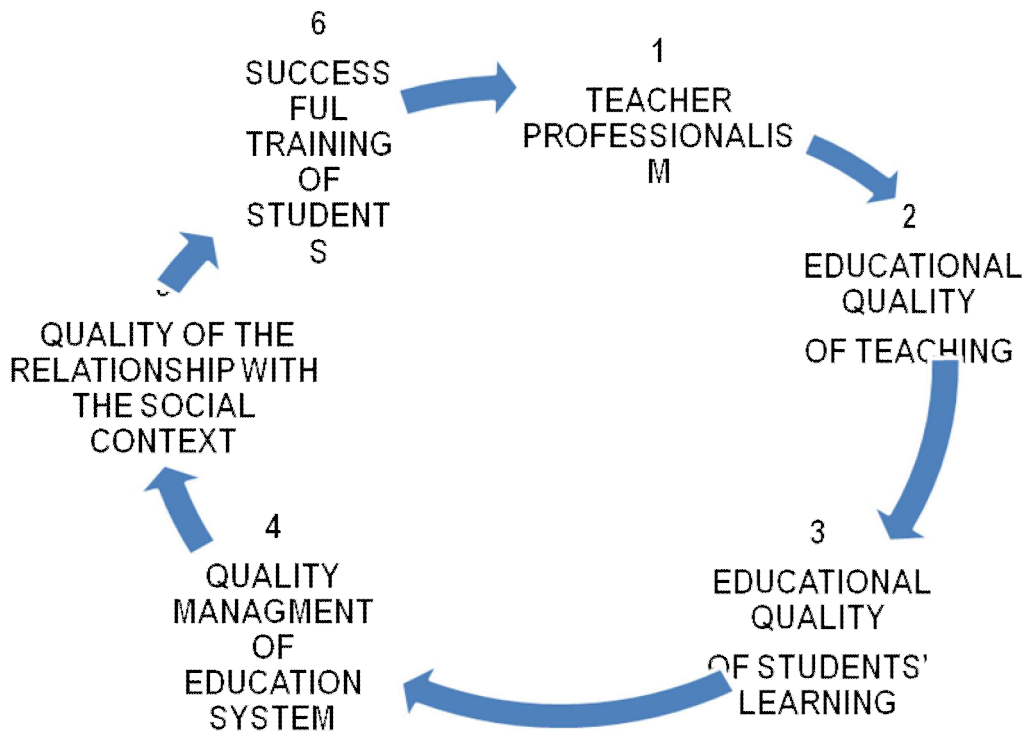 1
TEACHER
PROFESSIONALIS
M
2
EDUCATIONAL
QUALITY
OF TEACHING
3
EDUCATIONAL
QUALITY
OF STUDENTS'
LEARNING
4
QUALITY
MANAGMENT
OF
EDUCATION
SYSTEM
QUALITY OF THE
RELATIONSHIP WITH
THE SOCIAL
CONTEXT
6
SUCCESS
FUL
TRAINING
OF
STUDENT
S